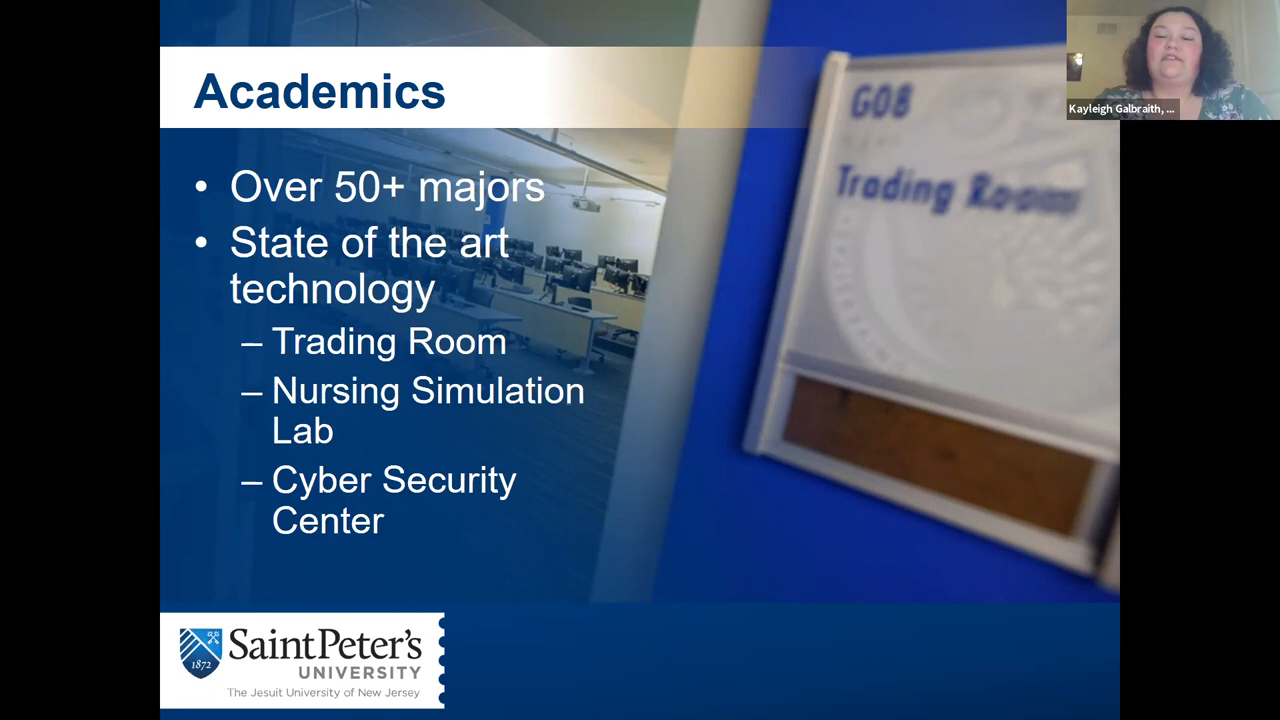 Academics
• Over 50+ majors
• State of the art
technology
– Trading Room
– Nursing Simulation
Lab
– Cyber Security
Center
GOB
Trading Room
Kayleigh Galbraith, ...
1872
Saint Peter's
UNIVERSITY
The Jesuit University of New Jersey